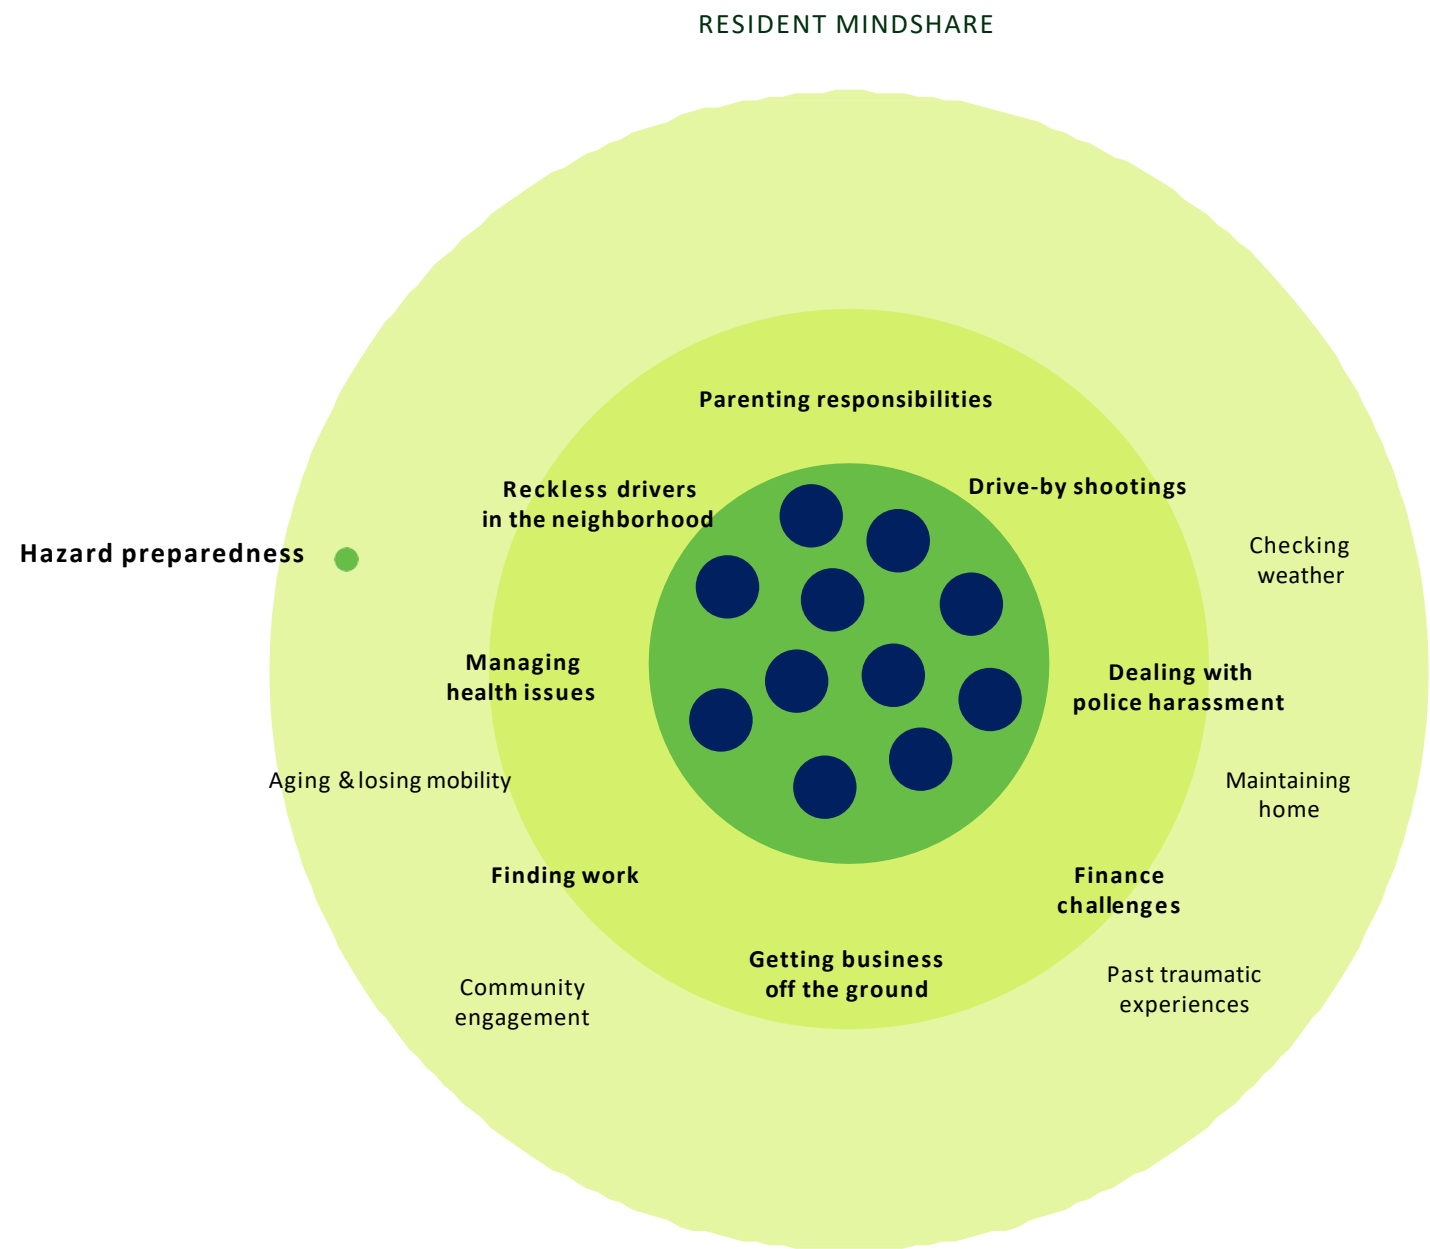 RESIDENT MINDSHARE
Parenting responsibilities
Reckless drivers
in the neighborhood
Drive-by shootings
Hazard preparedness
Checking
weather
Managing
health issues
Dealing with
police harassment
Aging & losing mobility
Maintaining
home
Finding work
Finance
challenges
Getting business
off the ground
Past traumatic
experiences
Community
engagement